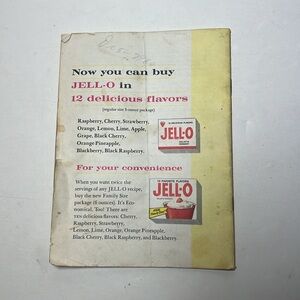 Now you can buy
JELL-O in
12 delicious flavors
(regular size 3-ounce package)
Raspberry, Cherry, Strawberry,
Orange, Lemon, Lime, Apple,
Grape, Black Cherry,
Orange Pineapple,
Blackberry, Black Raspberry.
JELL-O
For your convenience
When you want twice the
servings of any JELL-O recipe,
buy the new Family Size
package (6 ounces). It's Eco-
nomical, Too! There are
ten delicious flavors: Cherry,
Raspberry, Strawberry,
Lemon, Lime, Orange, Orange Pineapple,
Black Cherry, Black Raspberry, and Blackberry.
JELL-O